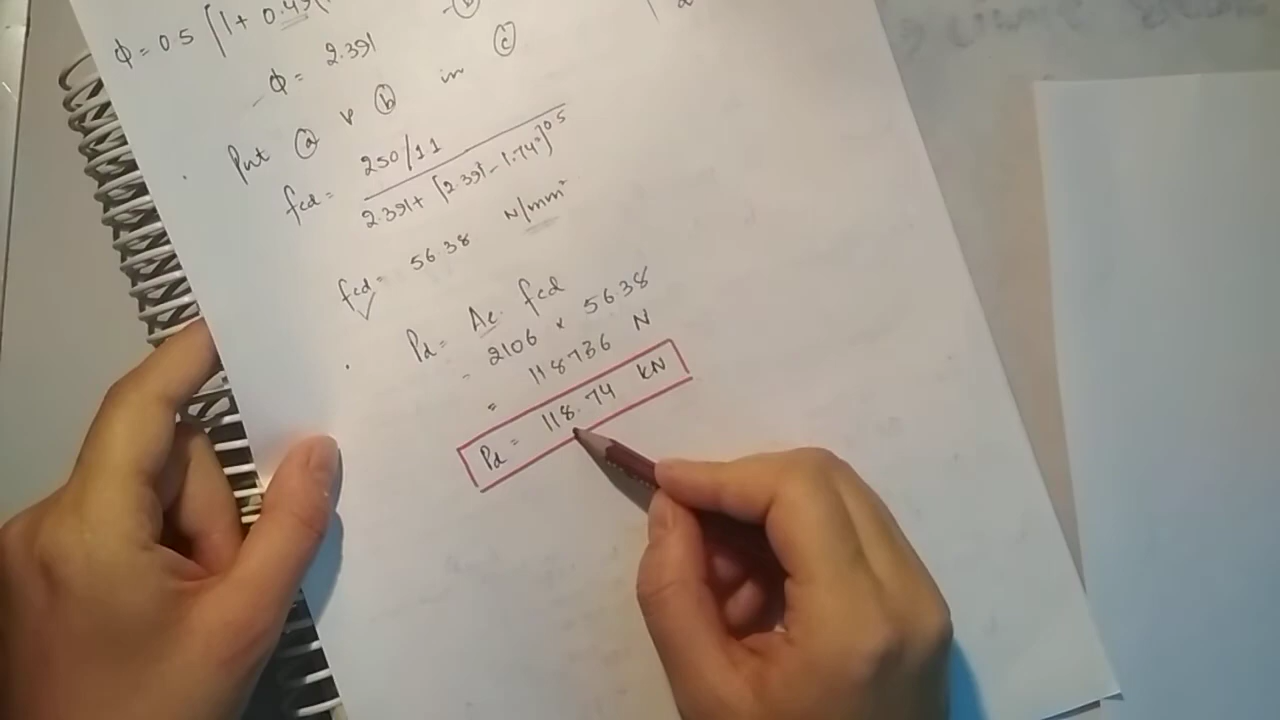 ϕ = 0.5 [1 + 0.49(
- (b)
ϕ = 2.391
Put (a) & (b) in (c)
fcd = 250/1.1
2.391 + [2.391² - 1.74²]^0.5
fcd = 56.38 N/mm²
Pd = Ae. fcd
= 2106 × 56.38
= 118736 N
Pd = 118.74 kN